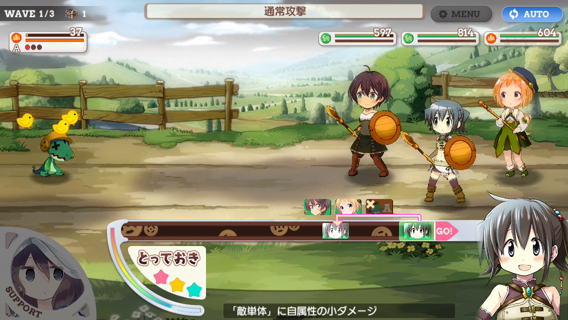 WAVE 1/3
1
通常攻撃
MENU
AUTO
37
A
597
814
604
GO!
とっておき
SUPPORT
「敵単体」に自属性の小ダメージ